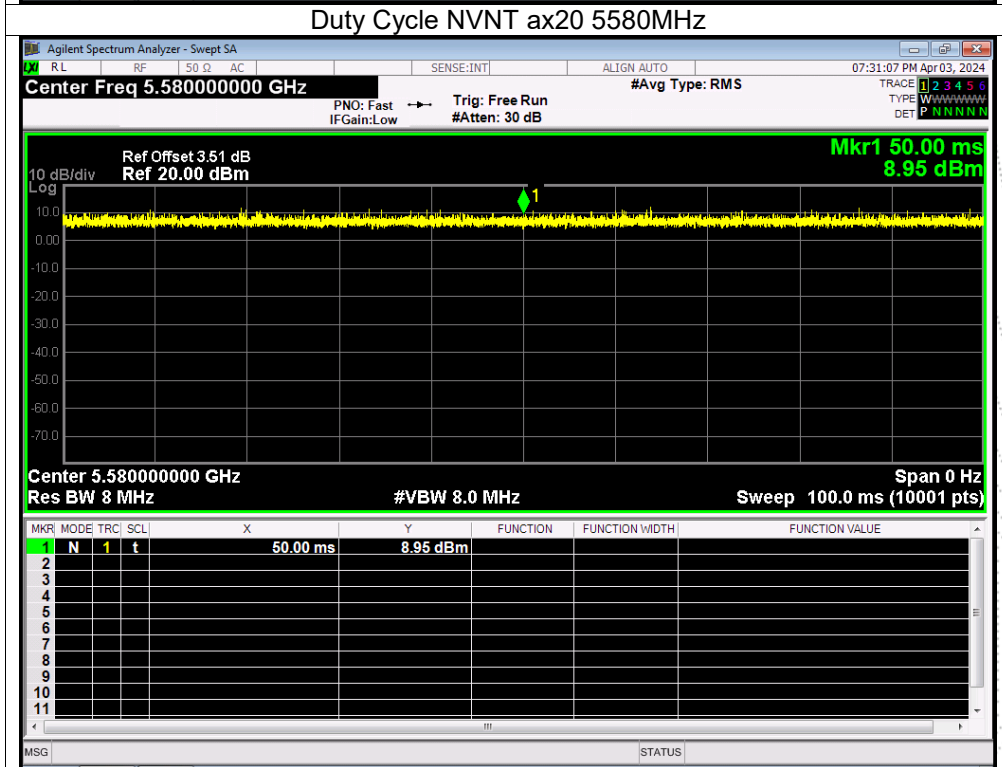 Duty Cycle NVNT ax20 5580MHz
Agilent Spectrum Analyzer - Swept SA
LXI RL RF 50 Ω AC SENSE:INT ALIGN AUTO 07:31:07 PM Apr 03, 2024
Center Freq 5.580000000 GHz #Avg Type: RMS TRACE 1 2 3 4 5 6
PNO: Fast Trig: Free Run TYPE WWWWWW
IFGain:Low #Atten: 30 dB DET P N N N N N
Mkr1 50.00 ms
8.95 dBm
Ref Offset 3.51 dB
10 dB/div Ref 20.00 dBm
Log
1
10.0
0.00
-10.0
-20.0
-30.0
-40.0
-50.0
-60.0
-70.0
Center 5.580000000 GHz Span 0 Hz
Res BW 8 MHz #VBW 8.0 MHz Sweep 100.0 ms (10001 pts)
MKR MODE TRC SCL X Y FUNCTION FUNCTION WIDTH FUNCTION VALUE
1 N 1 t 50.00 ms 8.95 dBm
2
3
4
5
6
7
8
9
10
11
MSG STATUS